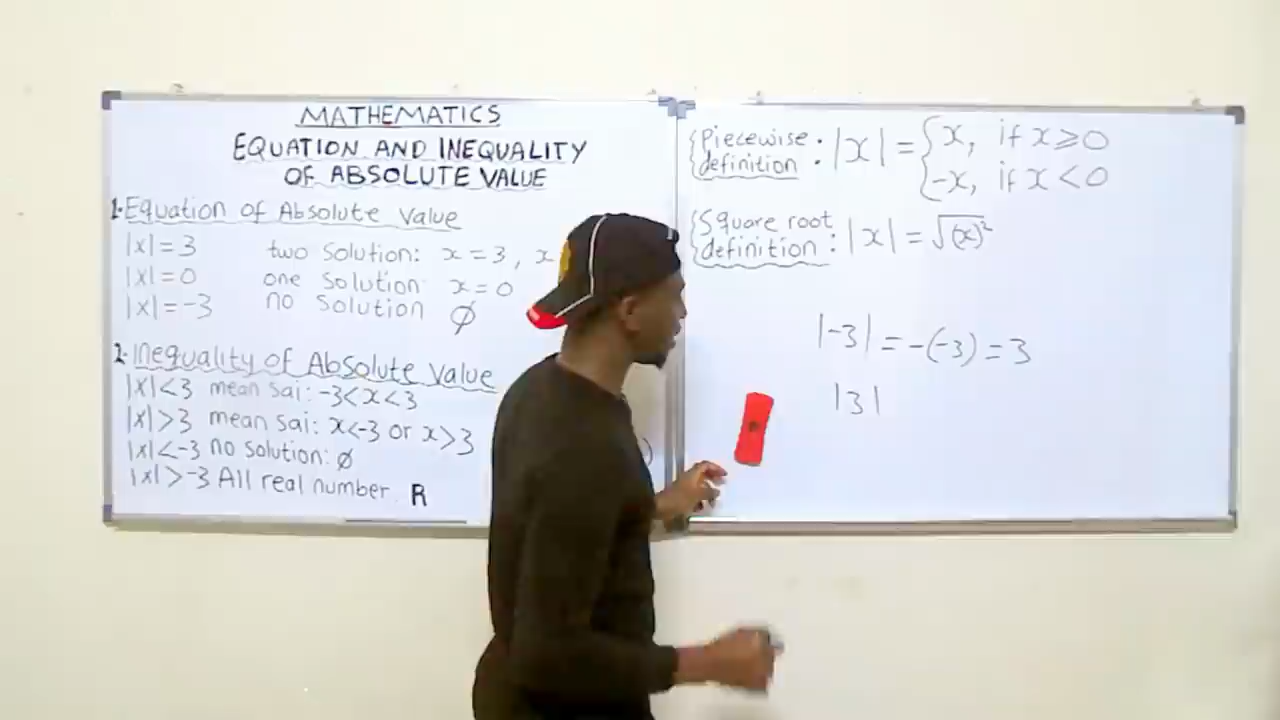 MATHEMATICS
EQUATION AND INEQUALITY
OF ABSOLUTE VALUE
1. Equation of Absolute Value
|x|=3 two solution: x=3, x
|x|=0 one solution: x=0
|x|=-3 no solution ∅
2. Inequality of Absolute Value
|x|<3 mean sai: -3<x<3
|x|>3 mean sai: x<-3 or x>3
|x|<-3 no solution: ∅
|x|>-3 All real number R
Piecewise definition : |x| = { x, if x≥0
-x, if x<0
Square root definition : |x| = √(x)²
|-3| = -(-3) = 3
|3|